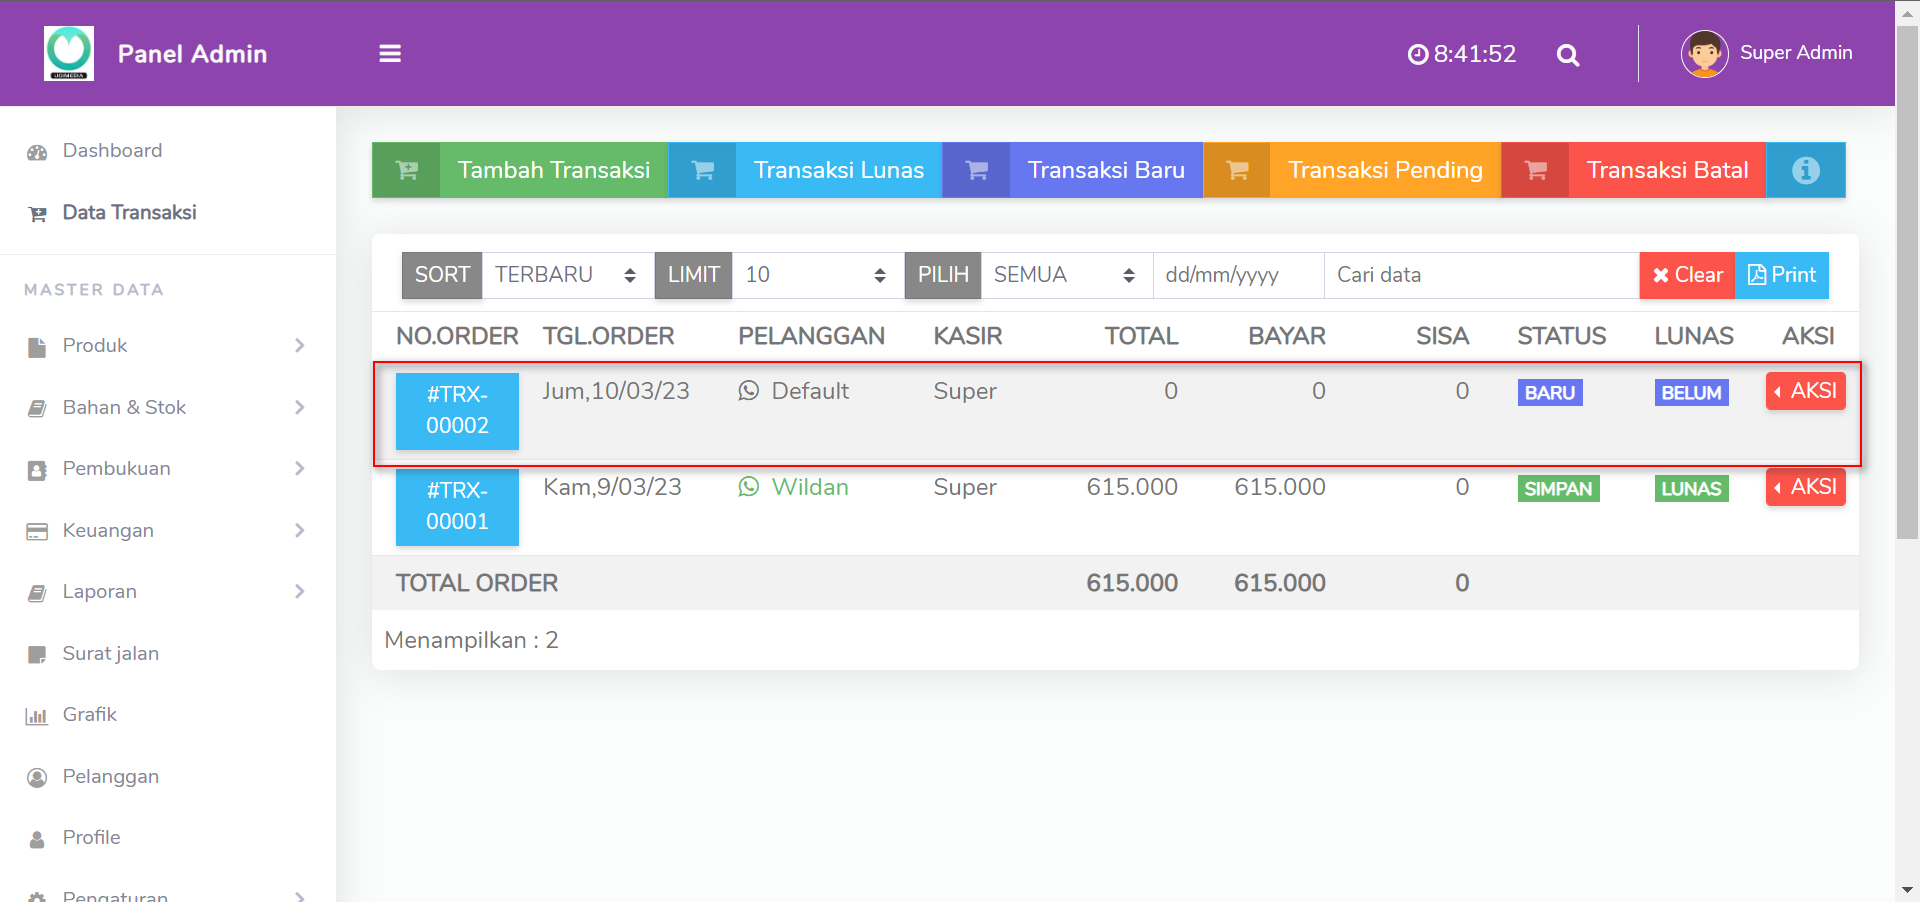 Panel Admin
8:41:52
Super Admin
UGIMEDIA
Dashboard
Data Transaksi
MASTER DATA
Produk
Bahan & Stok
Pembukuan
Keuangan
Laporan
Surat jalan
Grafik
Pelanggan
Profile
Pengaturan
Tambah Transaksi Transaksi Lunas Transaksi Baru Transaksi Pending Transaksi Batal
SORT TERBARU LIMIT 10 PILIH SEMUA dd/mm/yyyy Cari data Clear Print
NO.ORDER TGL.ORDER PELANGGAN KASIR TOTAL BAYAR SISA STATUS LUNAS AKSI
#TRX-
00002
Jum,10/03/23 Default Super 0 0 0 BARU BELUM AKSI
#TRX-
00001
Kam,9/03/23 Wildan Super 615.000 615.000 0 SIMPAN LUNAS AKSI
TOTAL ORDER 615.000 615.000 0
Menampilkan : 2